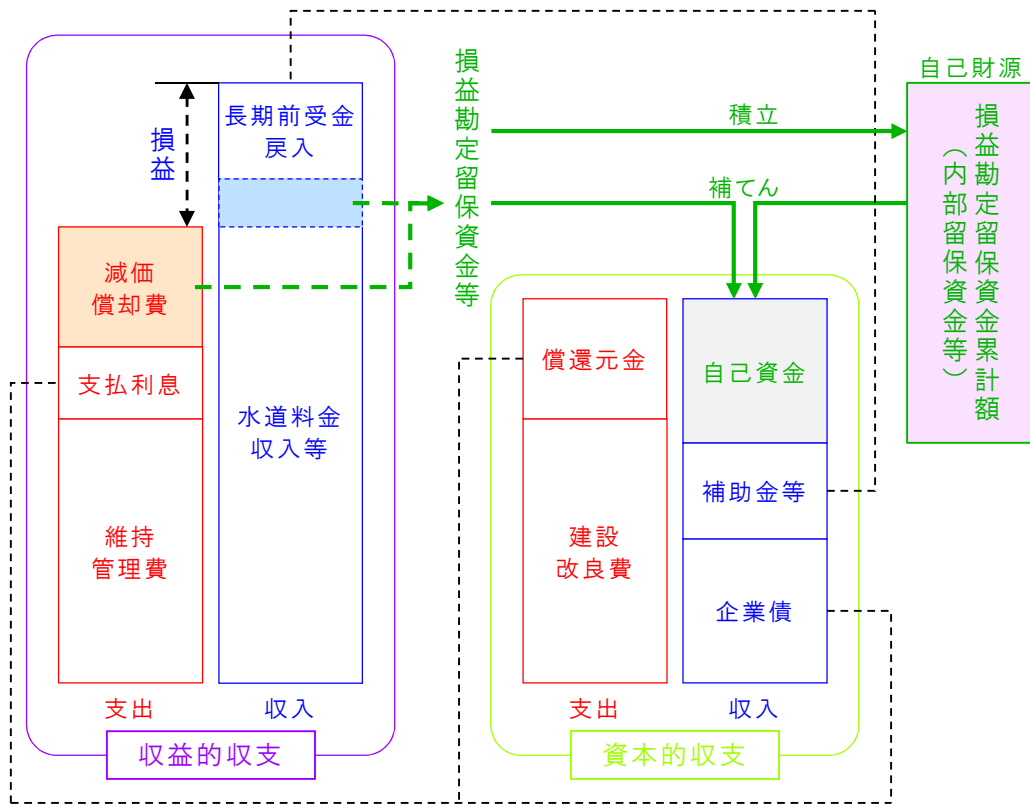 損益
長期前受金
戻入
減価
償却費
支払利息
維持
管理費
水道料金
収入等
支出
収入
収益的収支
損益勘定留保資金等
積立
補てん
自己財源
損益勘定留保資金累計額
（内部留保資金等）
償還元金
建設
改良費
自己資金
補助金等
企業債
支出
収入
資本的収支